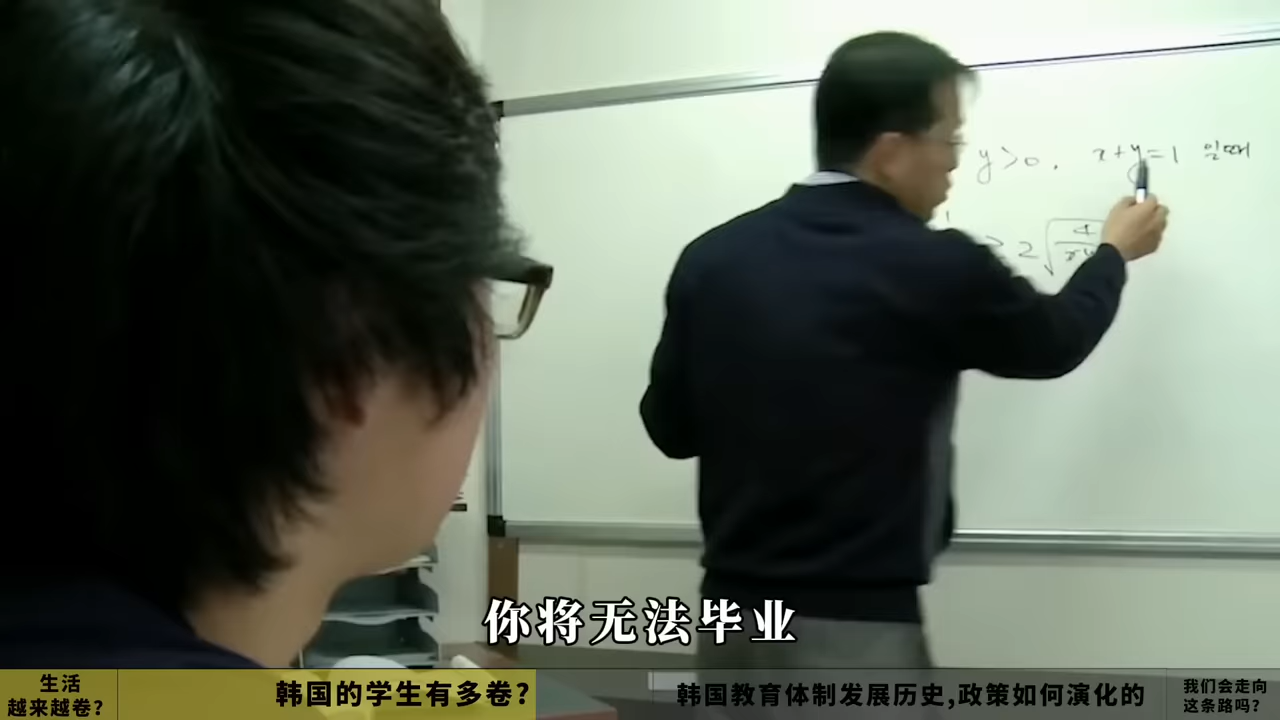 y>0. x+y=1 일때
≥ 2√4/xy
你将无法毕业
生活
越来越卷?
韩国的学生有多卷?
韩国教育体制发展历史,政策如何演化的
我们会走向
这条路吗?